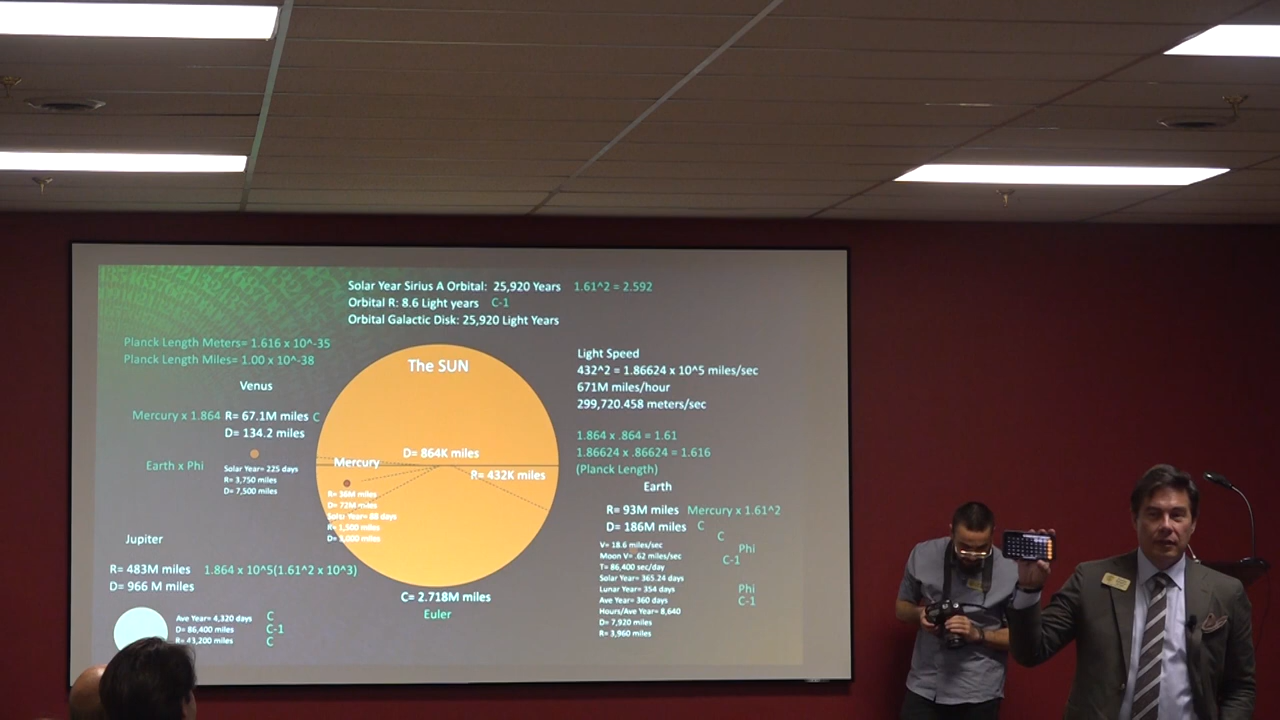 Solar Year Sirius A Orbital: 25,920 Years 1.61^2 = 2.592
Orbital R: 8.6 Light years C-1
Orbital Galactic Disk: 25,920 Light Years
Planck Length Meters= 1.616 x 10^-35
Planck Length Miles= 1.00 x 10^-38
Venus
Mercury x 1.864 R= 67.1M miles C
D= 134.2 miles
Earth x Phi
Solar Year= 225 days
R= 3,750 miles
D= 7,500 miles
The SUN
D= 864K miles
R= 432K miles
Mercury
R= 36M miles
D= 72M miles
Solar Year= 88 days
R= 1,500 miles
D= 3,000 miles
C= 2.718M miles
Euler
Light Speed
432^2 = 1.86624 x 10^5 miles/sec
671M miles/hour
299,720.458 meters/sec
1.864 x .864 = 1.61
1.86624 x .86624 = 1.616
(Planck Length)
Earth
R= 93M miles Mercury x 1.61^2
D= 186M miles C
C
V= 18.6 miles/sec Phi
Moon V= .62 miles/sec C-1
T= 86,400 sec/day
Solar Year= 365.24 days
Lunar Year= 354 days Phi
Ave Year= 360 days C-1
Hours/Ave Year= 8,640
D= 7,920 miles
R= 3,960 miles
Jupiter
R= 483M miles 1.864 x 10^5(1.61^2 x 10^3)
D= 966 M miles
Ave Year= 4,320 days C
D= 86,400 miles C-1
R= 43,200 miles C